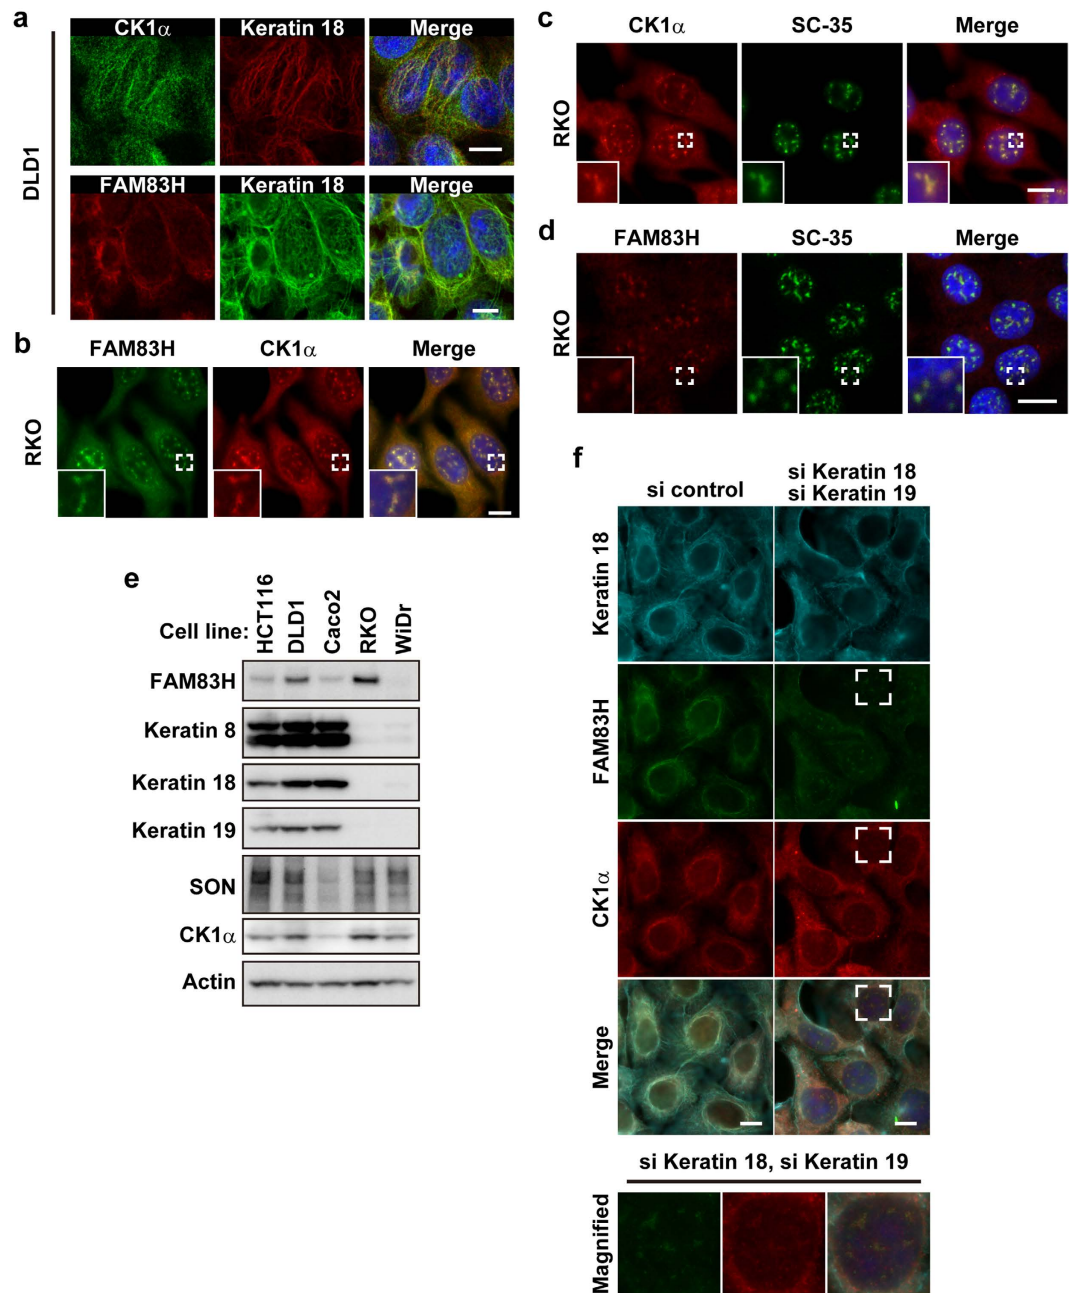 a
CK1α Keratin 18 Merge
DLD1
FAM83H Keratin 18 Merge
b
FAM83H CK1α Merge
RKO
c
CK1α SC-35 Merge
RKO
d
FAM83H SC-35 Merge
RKO
e
Cell line: HCT116 DLD1 Caco2 RKO WiDr
FAM83H
Keratin 8
Keratin 18
Keratin 19
SON
CK1α
Actin
f
si control
si Keratin 18
si Keratin 19
Keratin 18
FAM83H
CK1α
Merge
si Keratin 18, si Keratin 19
Magnified